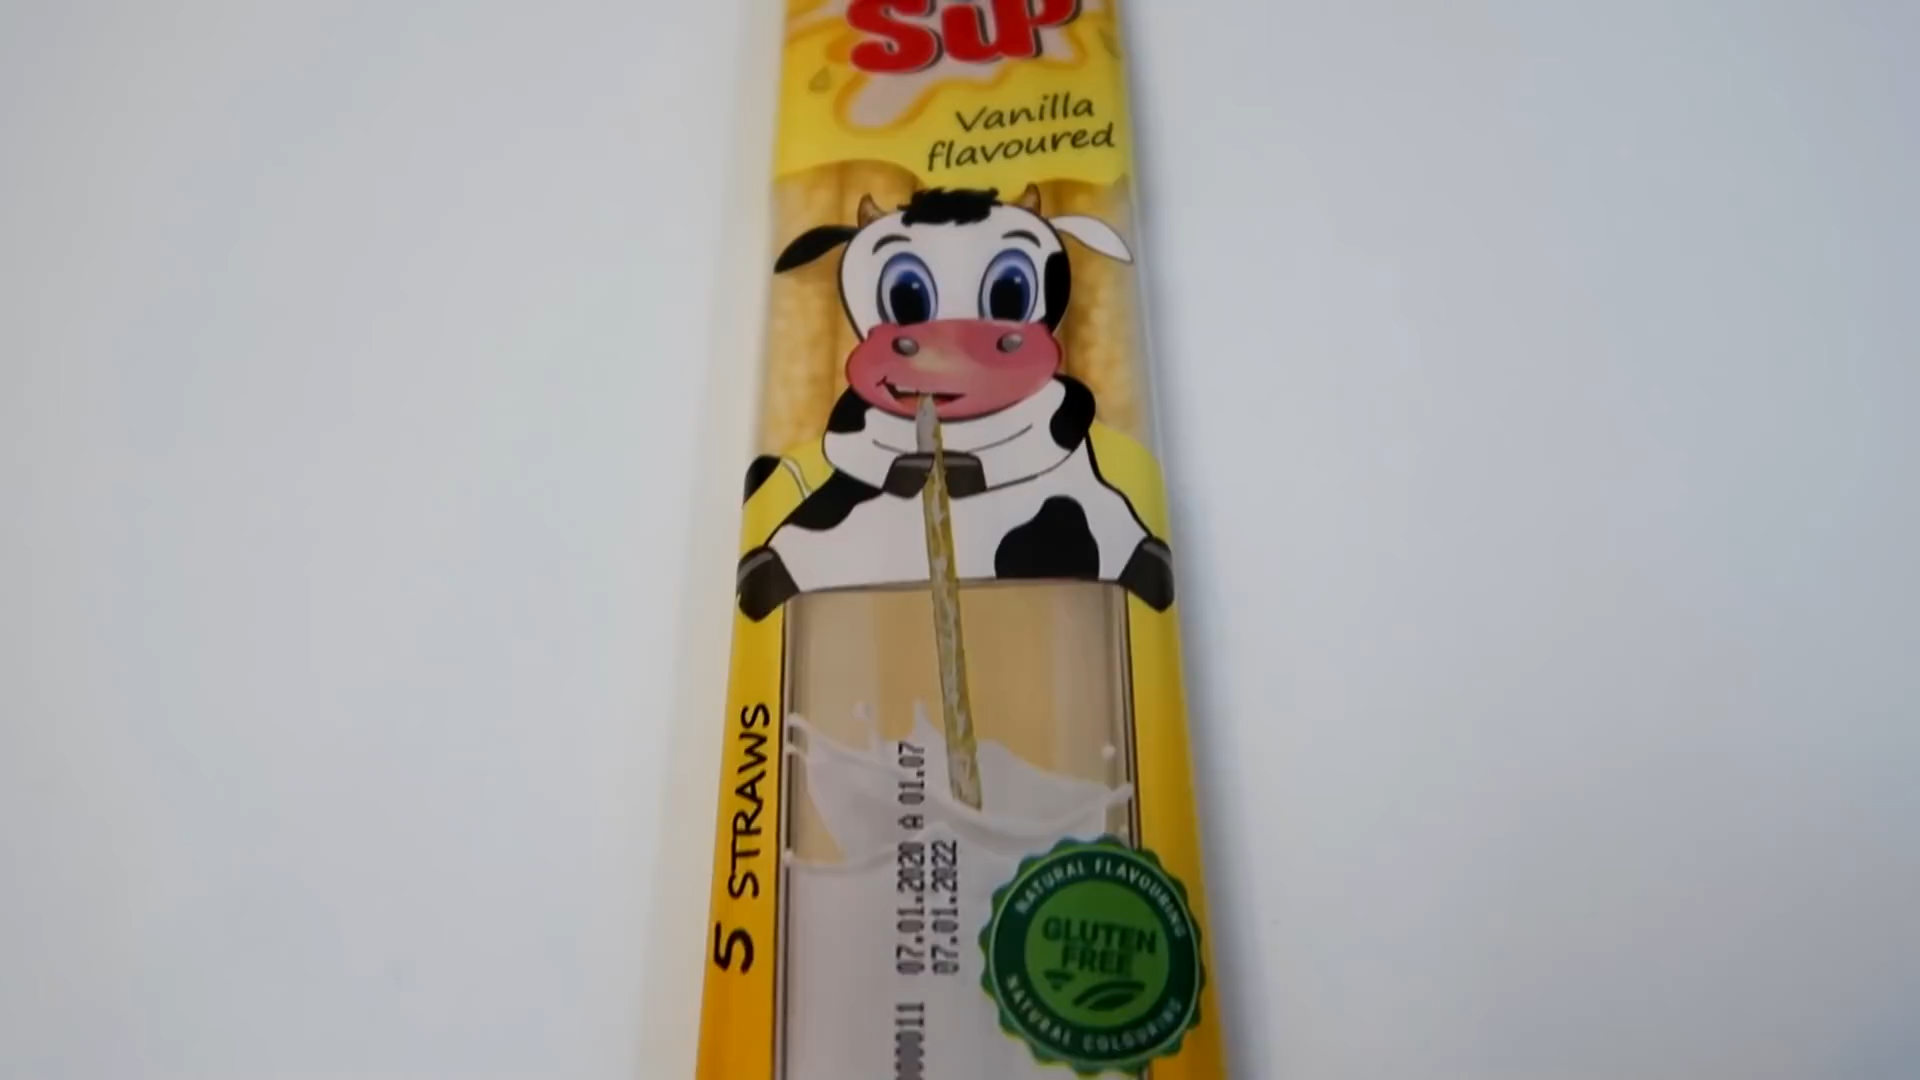 Sip
Vanilla
flavoured
5 STRAWS
07.01.2020 A 01.07
07.01.2022
000011
NATURAL FLAVOURING
GLUTEN
FREE
NATURAL COLOURING